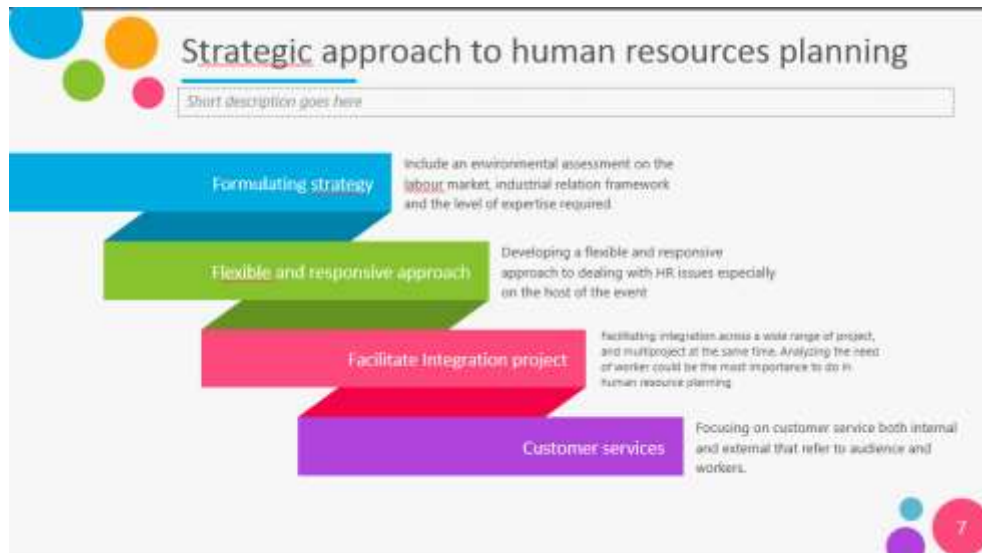 Strategic approach to human resources planning
Short description goes here
Formulating strategy
Include an environmental assessment on the
labour market, industrial relation framework
and the level of expertise required
Flexible and responsive approach
Developing a flexible and responsive
approach to dealing with HR issues especially
on the host of the event
Facilitate Integration project
Facilitating integration across a wide range of project,
and multiproject at the same time. Analyzing the need
of worker could be the most importance to do in
human resource planning
Customer services
Focusing on customer service both internal
and external that refer to audience and
workers.
7